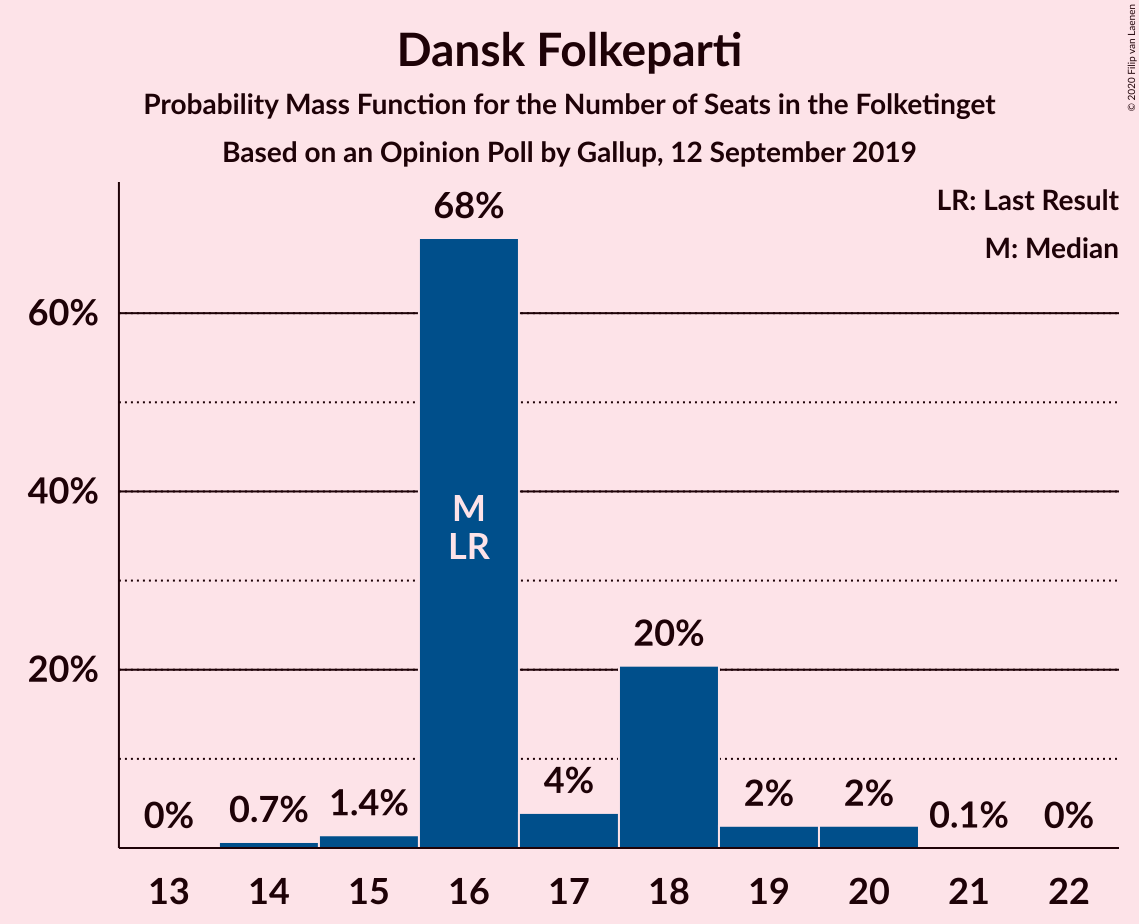 Dansk Folkeparti
Probability Mass Function for the Number of Seats in the Folketinget
Based on an Opinion Poll by Gallup, 12 September 2019
© 2020 Filip van Laenen
LR: Last Result
M: Median
60%
40%
20%
0%
0.7%
1.4%
68%
M
LR
4%
20%
2%
2%
0.1%
0%
13 14 15 16 17 18 19 20 21 22